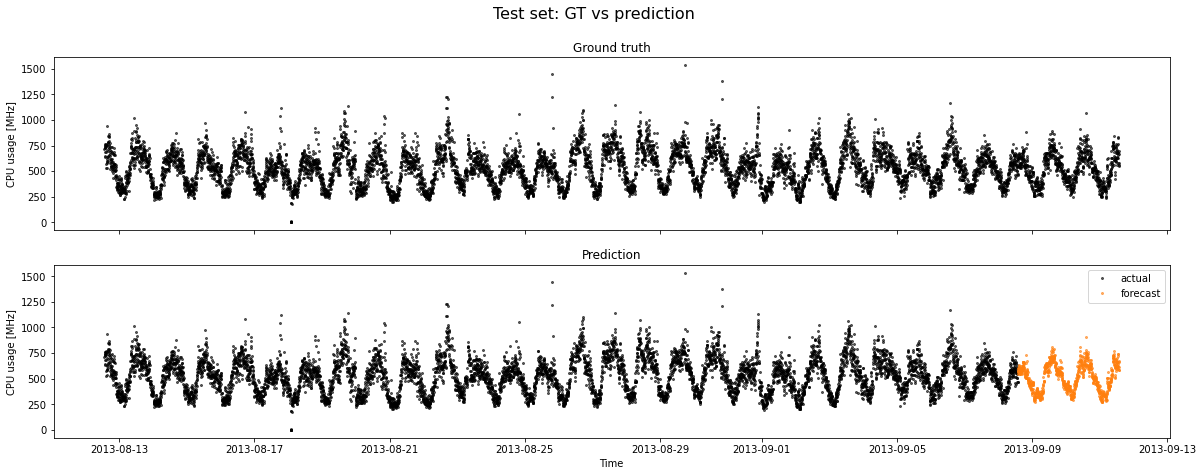 Test set: GT vs prediction
Ground truth
CPU usage [MHz]
1500
1250
1000
750
500
250
0
Prediction
CPU usage [MHz]
1500
1250
1000
750
500
250
0
actual
forecast
2013-08-13 2013-08-17 2013-08-21 2013-08-25 2013-08-29 2013-09-01 2013-09-05 2013-09-09 2013-09-13
Time